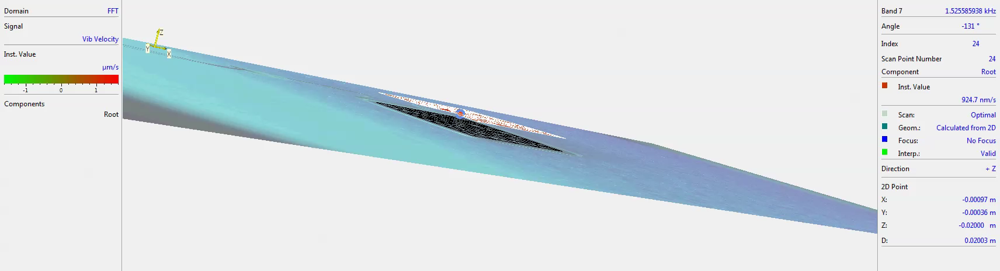 Domain FFT
Signal
Vib Velocity
Inst. Value
µm/s
-1 0 1
Components
Root
Z
Y
X
Band 7 1.525585938 kHz
Angle -131 °
Index 24
Scan Point Number 24
Component Root
Inst. Value
924.7 nm/s
Scan: Optimal
Geom.: Calculated from 2D
Focus: No Focus
Interp.: Valid
Direction + Z
2D Point
X: -0.00097 m
Y: -0.00036 m
Z: -0.02000 m
D: 0.02003 m